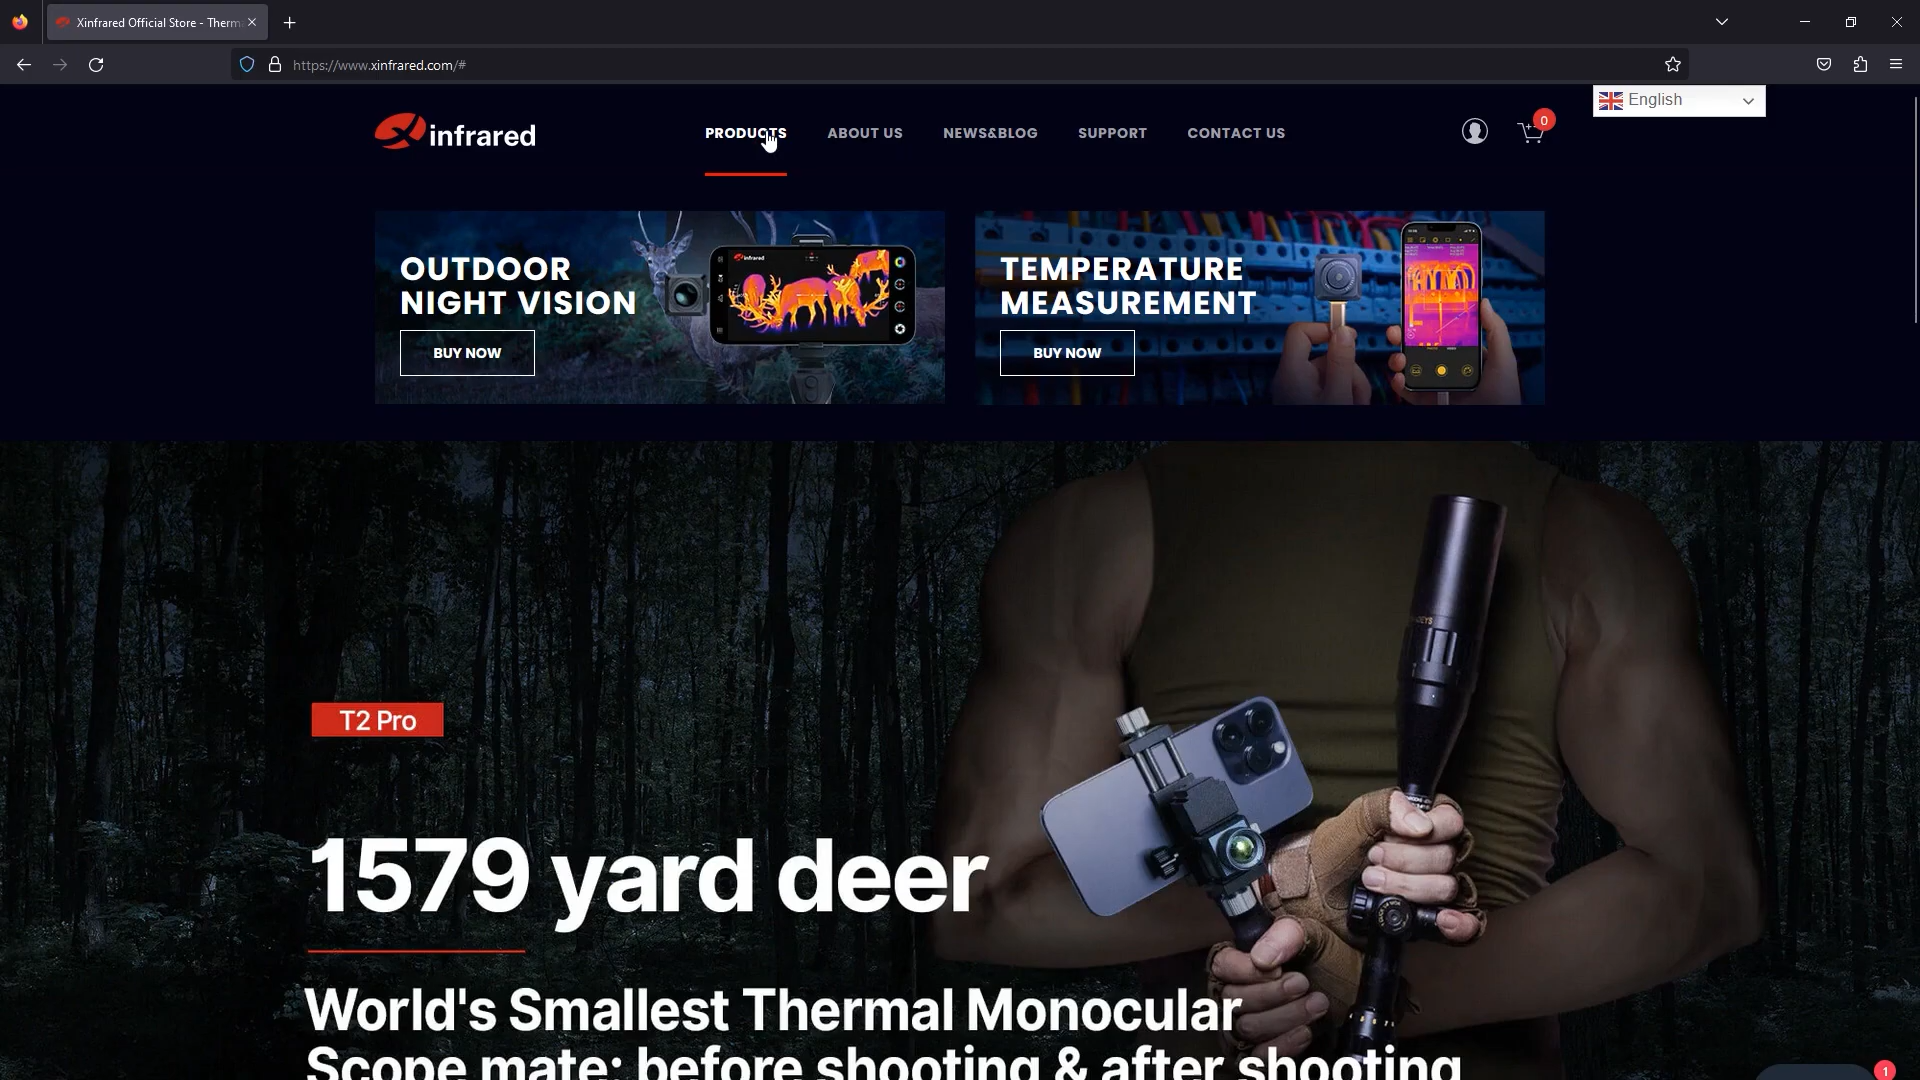 Xinfrared Official Store - Therm
https://www.xinfrared.com/#
English
infrared
PRODUCTS
ABOUT US
NEWS&BLOG
SUPPORT
CONTACT US
0
OUTDOOR
NIGHT VISION
BUY NOW
infrared
TEMPERATURE
MEASUREMENT
BUY NOW
T2 Pro
1579 yard deer
World's Smallest Thermal Monocular
Scope mate: before shooting & after shooting
1